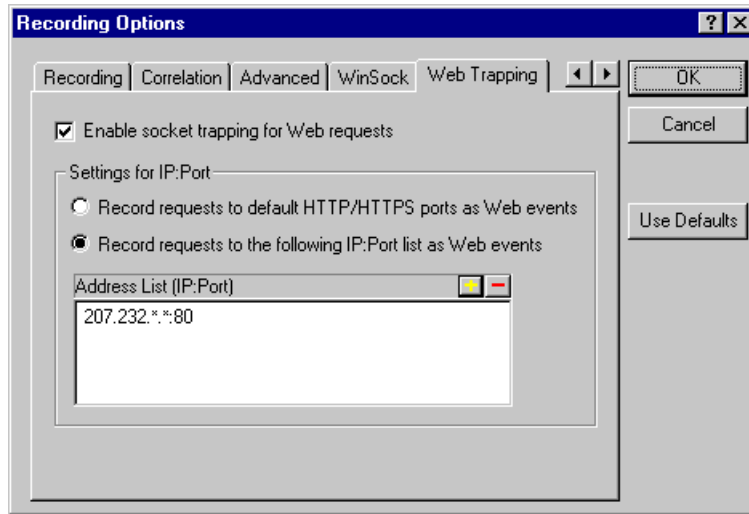 Recording Options
Recording Correlation Advanced WinSock Web Trapping
OK
Enable socket trapping for Web requests
Cancel
Settings for IP:Port
Record requests to default HTTP/HTTPS ports as Web events
Use Defaults
Record requests to the following IP:Port list as Web events
Address List (IP:Port)
207.232.*.*:80